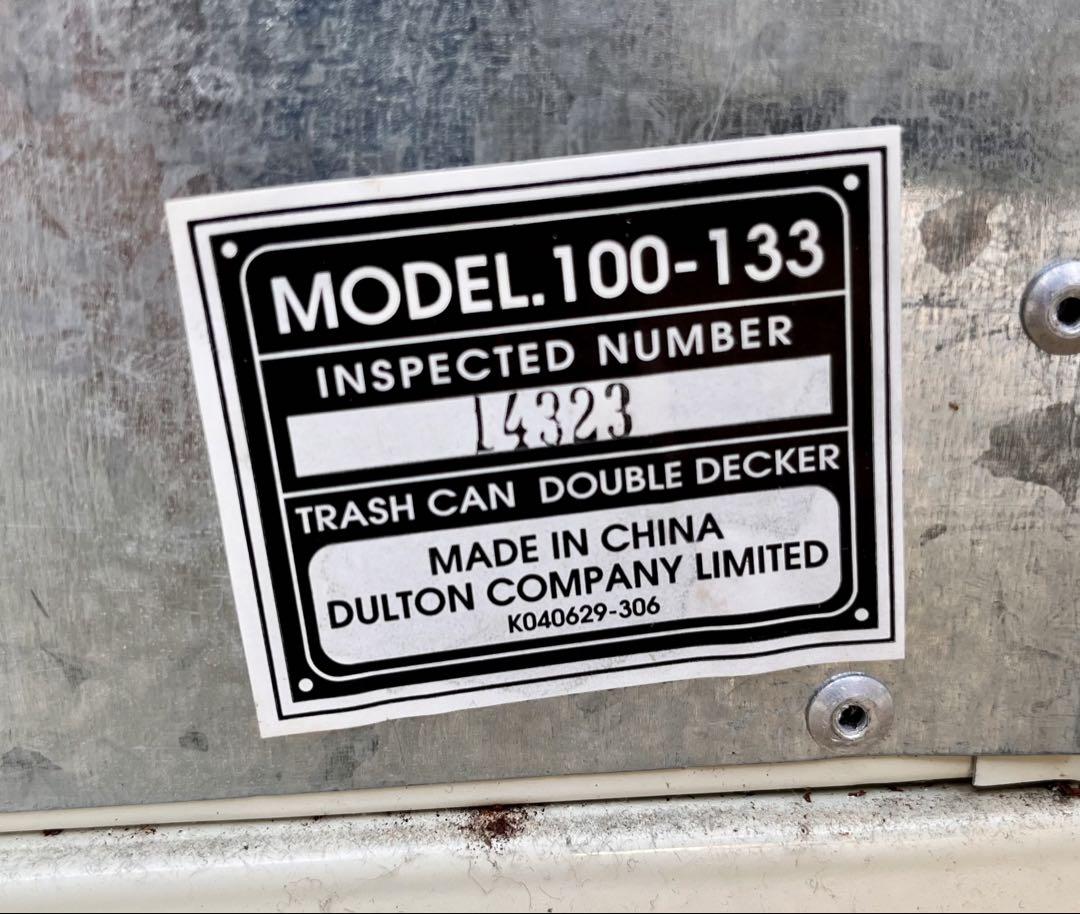 MODEL.100-133
INSPECTED NUMBER
14323
TRASH CAN DOUBLE DECKER
MADE IN CHINA
DULTON COMPANY LIMITED
K040629-306